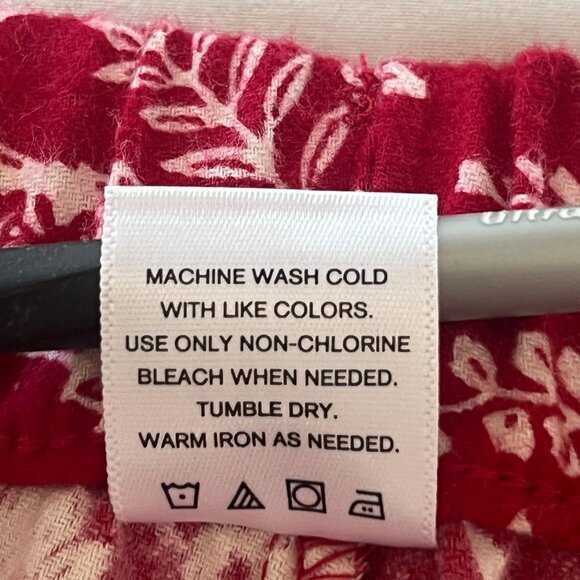 MACHINE WASH COLD
WITH LIKE COLORS.
USE ONLY NON-CHLORINE
BLEACH WHEN NEEDED.
TUMBLE DRY.
WARM IRON AS NEEDED.